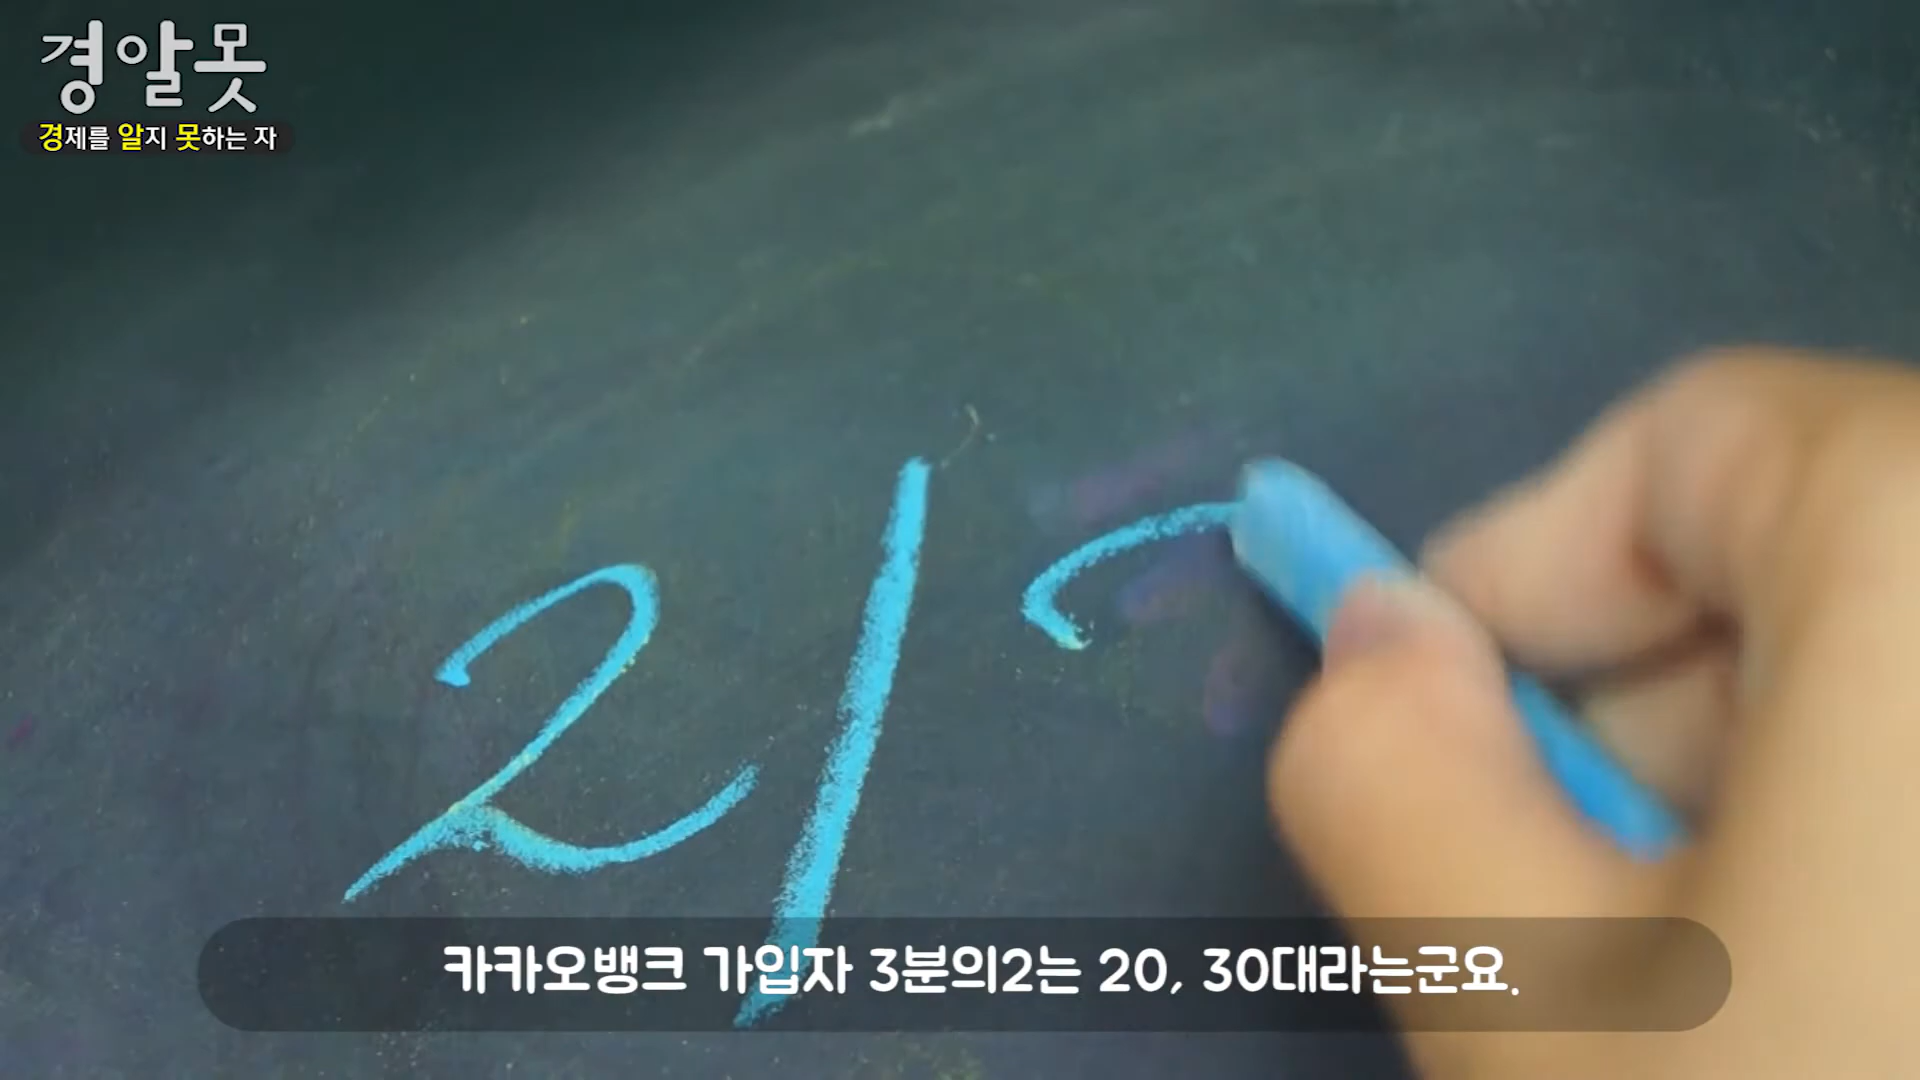 경알못
경제를 알지 못하는 자
2/
카카오뱅크 가입자 3분의2는 20, 30대라는군요.